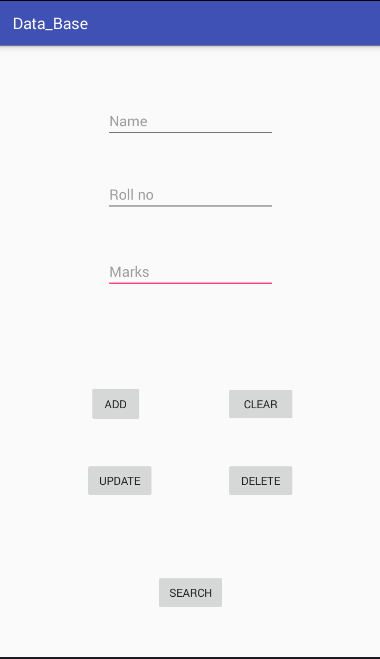 Data_Base
Name
Roll no
Marks
ADD
CLEAR
UPDATE
DELETE
SEARCH